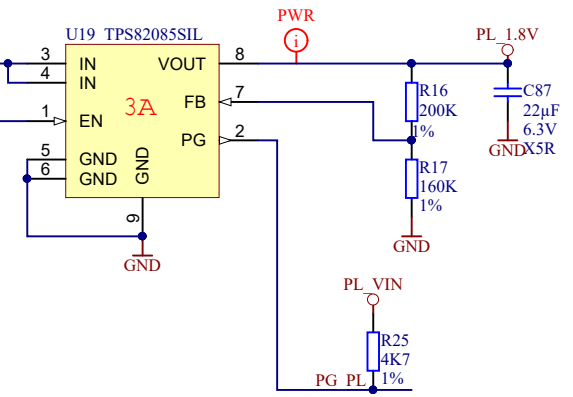 PWR
i
U19 TPS82085SIL
PL_1.8V
3 IN
4 IN
VOUT 8
3A
FB 7
1 EN
PG 2
5 GND
6 GND
GND
9
GND
R16
200K
1%
R17
160K
1%
GND
C87
22µF
6.3V
X5R
GND
PL_VIN
R25
4K7
1%
PG_PL